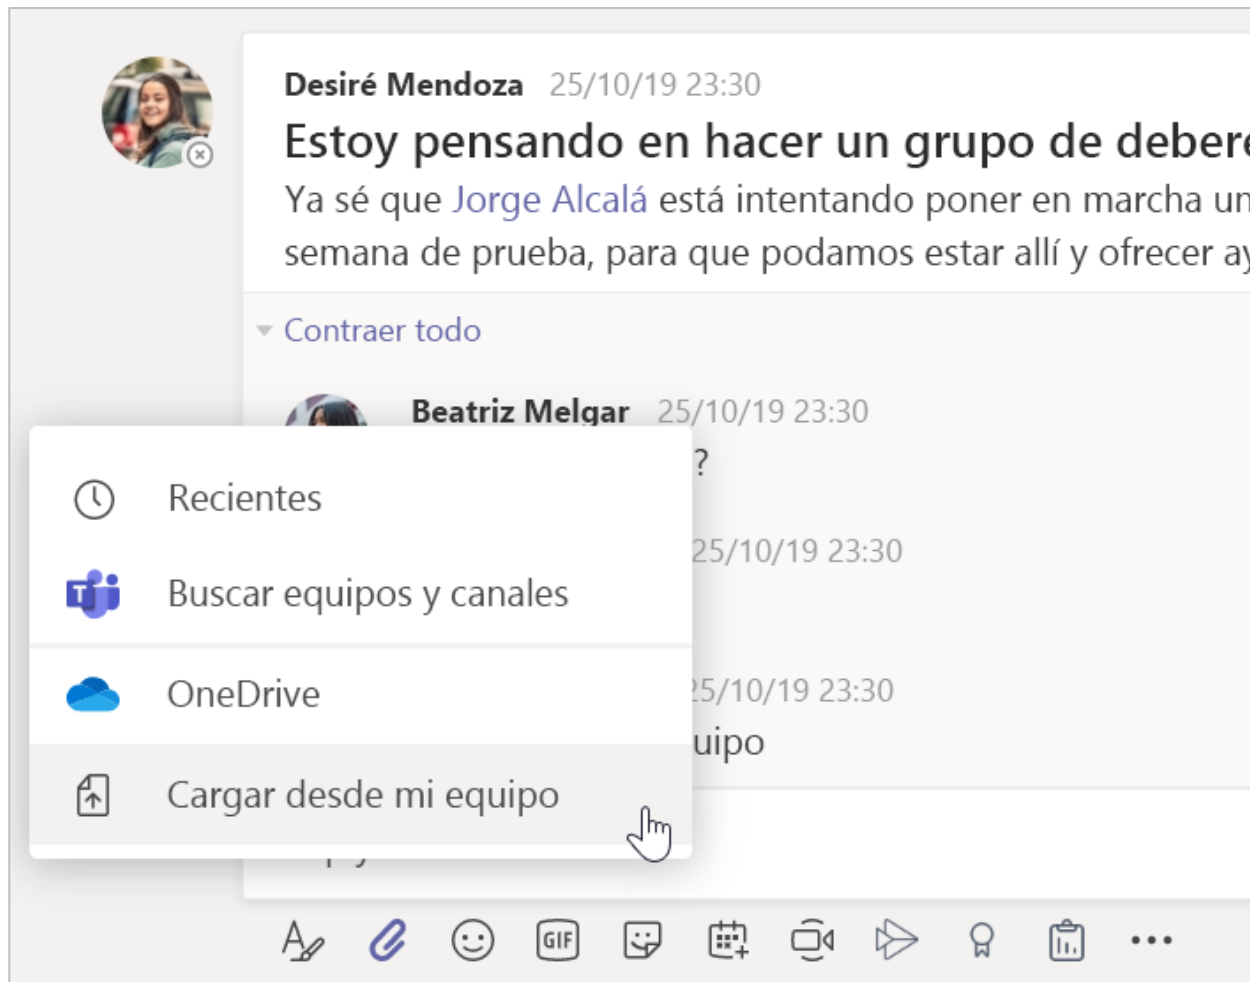 Desiré Mendoza 25/10/19 23:30
Estoy pensando en hacer un grupo de
Ya sé que Jorge Alcalá está intentando poner en marcha un
semana de prueba, para que podamos estar allí y ofrecer
Contraer todo
Beatriz Melgar 25/10/19 23:30
?
25/10/19 23:30
25/10/19 23:30
uipo
Recientes
Buscar equipos y canales
OneDrive
Cargar desde mi equipo
GIF